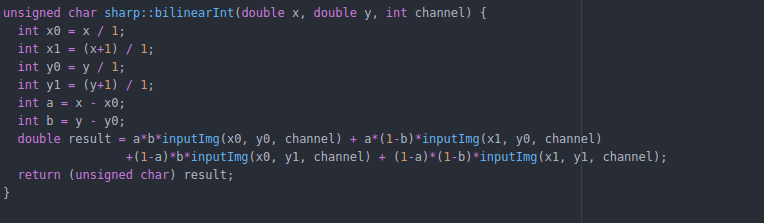 unsigned char sharp::bilinearInt(double x, double y, int channel) {
  int x0 = x / 1;
  int x1 = (x+1) / 1;
  int y0 = y / 1;
  int y1 = (y+1) / 1;
  int a = x - x0;
  int b = y - y0;
  double result = a*b*inputImg(x0, y0, channel) + a*(1-b)*inputImg(x1, y0, channel)
                 +(1-a)*b*inputImg(x0, y1, channel) + (1-a)*(1-b)*inputImg(x1, y1, channel);
  return (unsigned char) result;
}